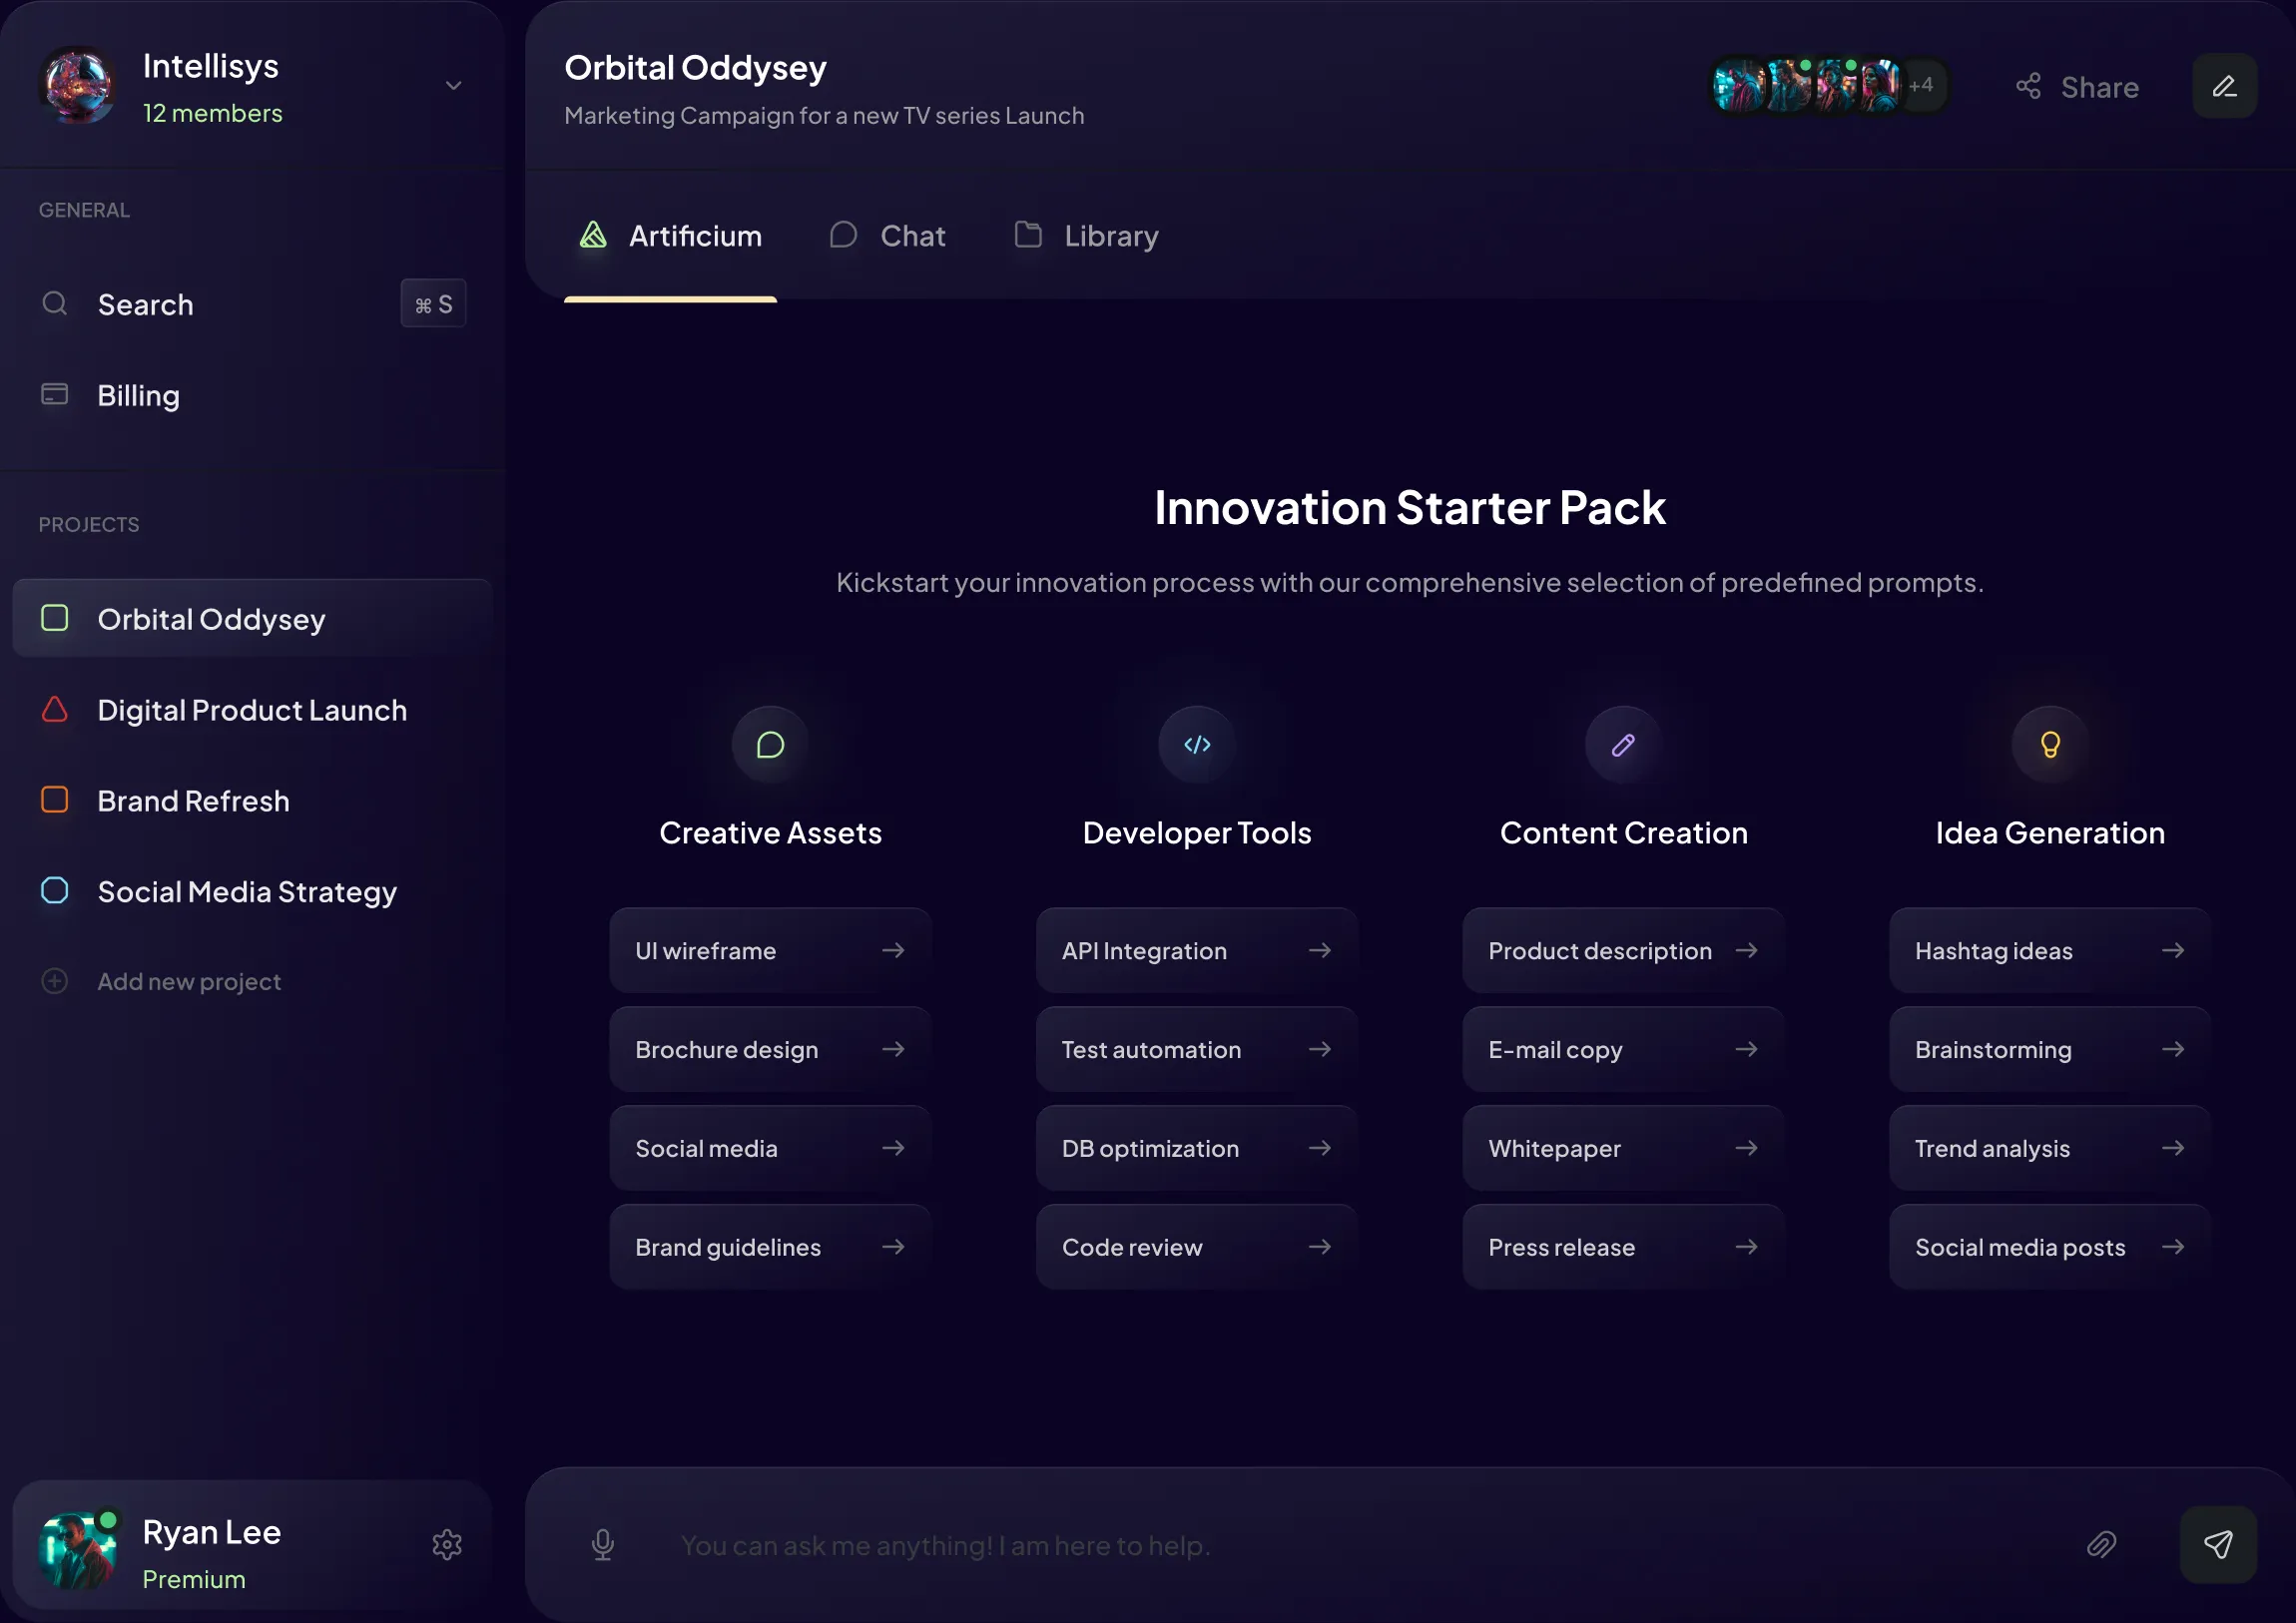 Intellisys
12 members
GENERAL
Search
⌘ S
Billing
PROJECTS
Orbital Oddysey
Digital Product Launch
Brand Refresh
Social Media Strategy
Add new project
Ryan Lee
Premium
Orbital Oddysey
Marketing Campaign for a new TV series Launch
+4
Share
Artificium
Chat
Library
Innovation Starter Pack
Kickstart your innovation process with our comprehensive selection of predefined prompts.
Creative Assets
UI wireframe
Brochure design
Social media
Brand guidelines
Developer Tools
API Integration
Test automation
DB optimization
Code review
Content Creation
Product description
E-mail copy
Whitepaper
Press release
Idea Generation
Hashtag ideas
Brainstorming
Trend analysis
Social media posts
You can ask me anything! I am here to help.